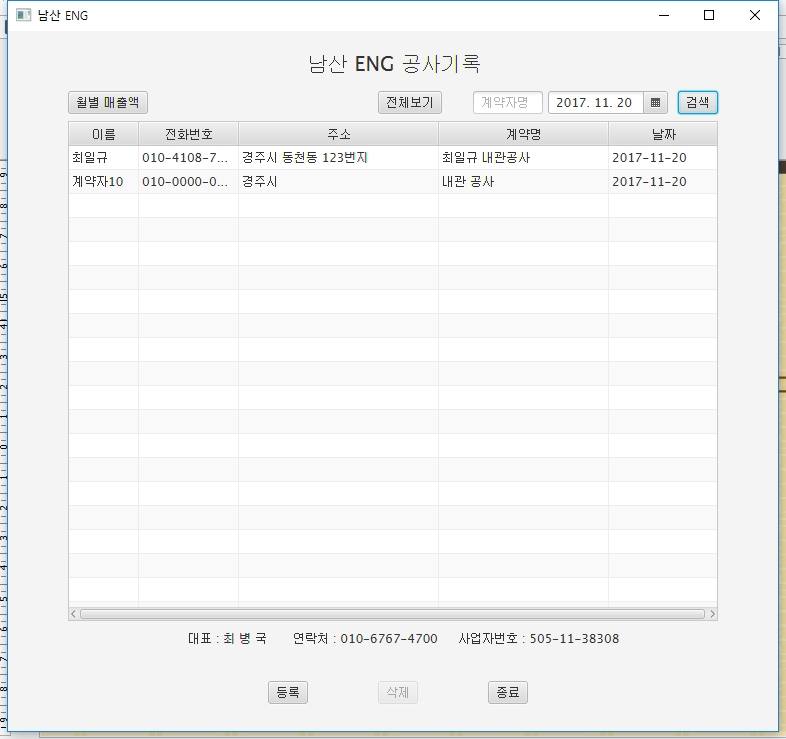 남산 ENG
남산 ENG 공사기록
월별 매출액 전체보기 계약자명 2017. 11. 20 검색
이름 전화번호 주소 계약명 날짜
최일규 010-4108-7... 경주시 동천동 123번지 최일규 내관공사 2017-11-20
계약자10 010-0000-0... 경주시 내관 공사 2017-11-20
대표 : 최 병 국 연락처 : 010-6767-4700 사업자번호 : 505-11-38308
등록 삭제 종료